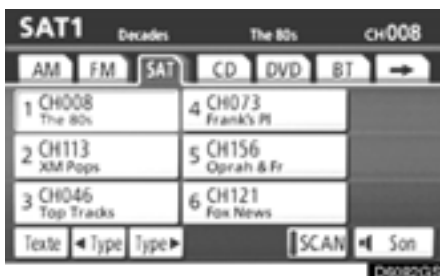 SAT1 Decades The 80s CH008
AM FM SAT CD DVD BT
1 CH008 4 CH073
The 80s Frank's Pl
2 CH113 5 CH156
XM Pops Oprah & Fr
3 CH046 6 CH121
Top Tracks Fox News
Texte ◄ Type Type ► SCAN Son